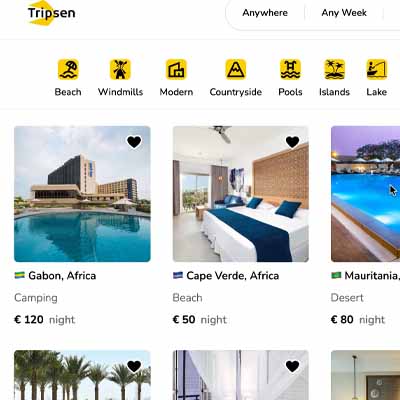 Tripsen
Anywhere
Any Week
Beach
Windmills
Modern
Countryside
Pools
Islands
Lake
Gabon, Africa
Cape Verde, Africa
Mauritania,
Camping
Beach
Desert
€ 120 night
€ 50 night
€ 80 night